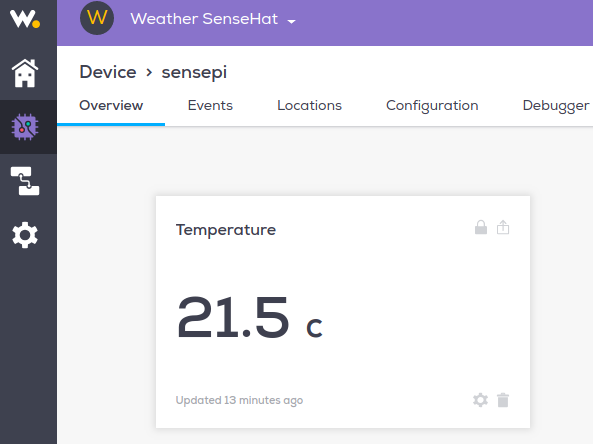 w.
W Weather SenseHat
Device > sensepi
Overview Events Locations Configuration Debugger
Temperature
21.5 C
Updated 13 minutes ago